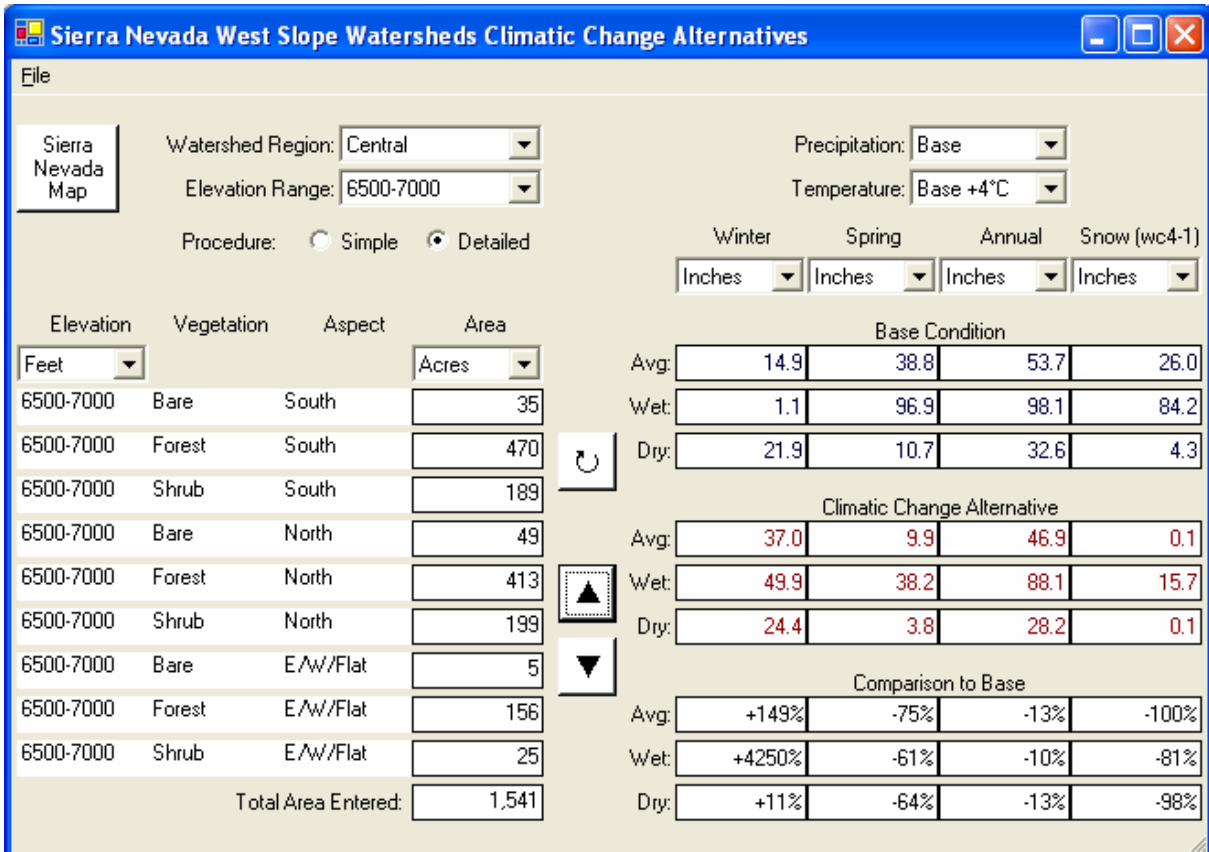 Sierra Nevada West Slope Watersheds Climatic Change Alternatives
File
Sierra
Nevada
Map
Watershed Region: Central
Elevation Range: 6500-7000
Procedure: Simple Detailed
Precipitation: Base
Temperature: Base +4°C
Winter Spring Annual Snow (wc4-1)
Inches Inches Inches Inches
Elevation Vegetation Aspect Area
Feet Acres
6500-7000 Bare South 35
6500-7000 Forest South 470
6500-7000 Shrub South 189
6500-7000 Bare North 49
6500-7000 Forest North 413
6500-7000 Shrub North 199
6500-7000 Bare E/W/Flat 5
6500-7000 Forest E/W/Flat 156
6500-7000 Shrub E/W/Flat 25
Total Area Entered: 1,541
Base Condition
Avg: 14.9 38.8 53.7 26.0
Wet: 1.1 96.9 98.1 84.2
Dry: 21.9 10.7 32.6 4.3
Climatic Change Alternative
Avg: 37.0 9.9 46.9 0.1
Wet: 49.9 38.2 88.1 15.7
Dry: 24.4 3.8 28.2 0.1
Comparison to Base
Avg: +149% -75% -13% -100%
Wet: +4250% -61% -10% -81%
Dry: +11% -64% -13% -98%